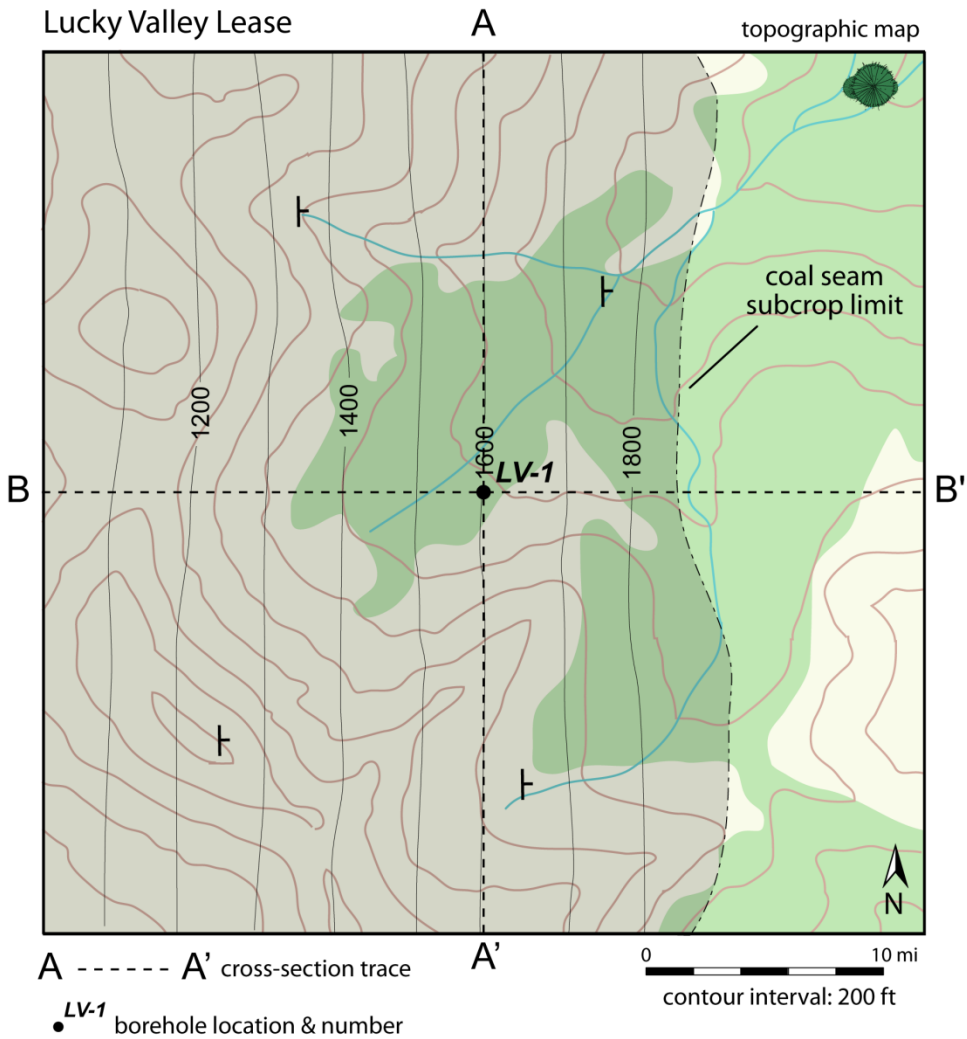 Lucky Valley Lease
A
topographic map
coal seam
subcrop limit
1200
1400
1600
1800
LV-1
B
B'
N
A - - - - - - - A’ cross-section trace
A’
0 10 mi
contour interval: 200 ft
LV-1 borehole location & number